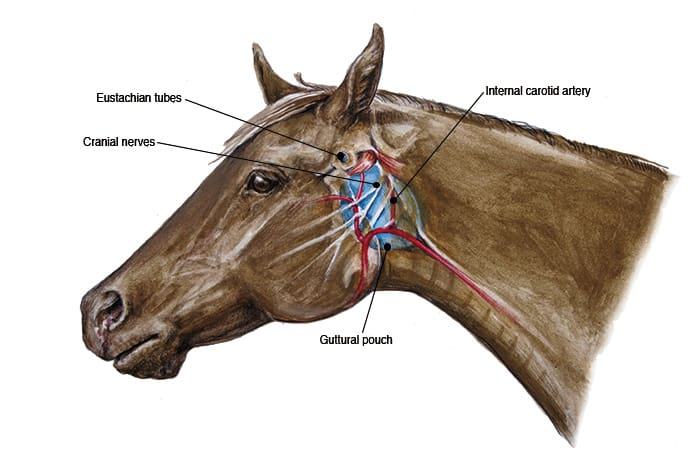 Eustachian tubes
Internal carotid artery
Cranial nerves
Guttural pouch